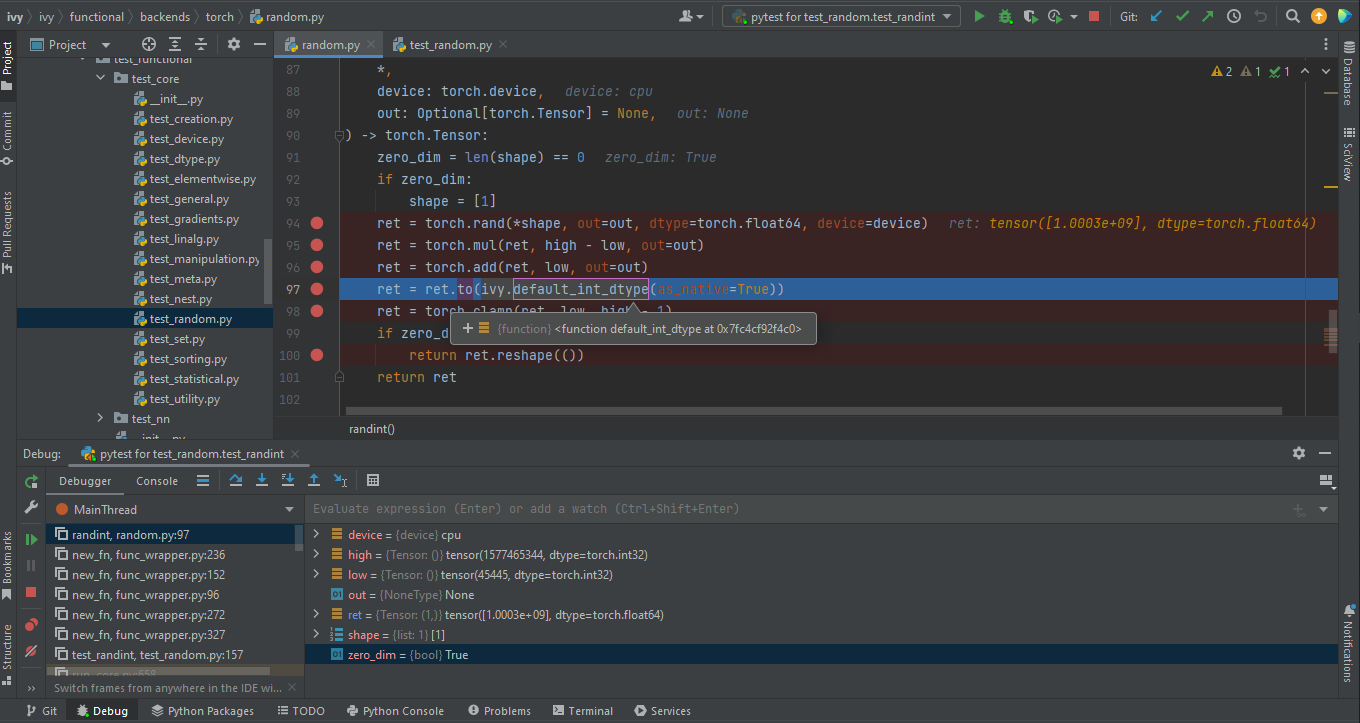 ivy ivy functional backends torch random.py pytest for test_random.test_randint Git:
Project
random.py test_random.py
test_functional
test_core
__init__.py
test_creation.py
test_device.py
test_dtype.py
test_elementwise.py
test_general.py
test_gradients.py
test_linalg.py
test_manipulation.py
test_meta.py
test_nest.py
test_random.py
test_set.py
test_sorting.py
test_statistical.py
test_utility.py
test_nn
__init__.py
87 *,
88 device: torch.device, device: cpu
89 out: Optional[torch.Tensor] = None, out: None
90 ) -> torch.Tensor:
91 zero_dim = len(shape) == 0 zero_dim: True
92 if zero_dim:
93 shape = [1]
94 ret = torch.rand(*shape, out=out, dtype=torch.float64, device=device) ret: tensor([1.0003e+09], dtype=torch.float64)
95 ret = torch.mul(ret, high - low, out=out)
96 ret = torch.add(ret, low, out=out)
97 ret = ret.to(ivy.default_int_dtype(as_native=True))
98 ret = torch.clamp(ret, low, high - 1)
{function} <function default_int_dtype at 0x7fc4cf92f4c0>
99 if zero_d
100 return ret.reshape(())
101 return ret
102
2 1 1
randint()
Project
Commit
Pull Requests
Bookmarks
Structure
Database
SciView
Notifications
Debug: pytest for test_random.test_randint
Debugger Console
MainThread
randint, random.py:97
new_fn, func_wrapper.py:236
new_fn, func_wrapper.py:152
new_fn, func_wrapper.py:96
new_fn, func_wrapper.py:272
new_fn, func_wrapper.py:327
test_randint, test_random.py:157
run, core.py:658
Switch frames from anywhere in the IDE wi...
Evaluate expression (Enter) or add a watch (Ctrl+Shift+Enter)
device = {device} cpu
high = {Tensor: ()} tensor(1577465344, dtype=torch.int32)
low = {Tensor: ()} tensor(45445, dtype=torch.int32)
out = {NoneType} None
ret = {Tensor: (1,)} tensor([1.0003e+09], dtype=torch.float64)
shape = {list: 1} [1]
zero_dim = {bool} True
Git Debug Python Packages TODO Python Console Problems Terminal Services